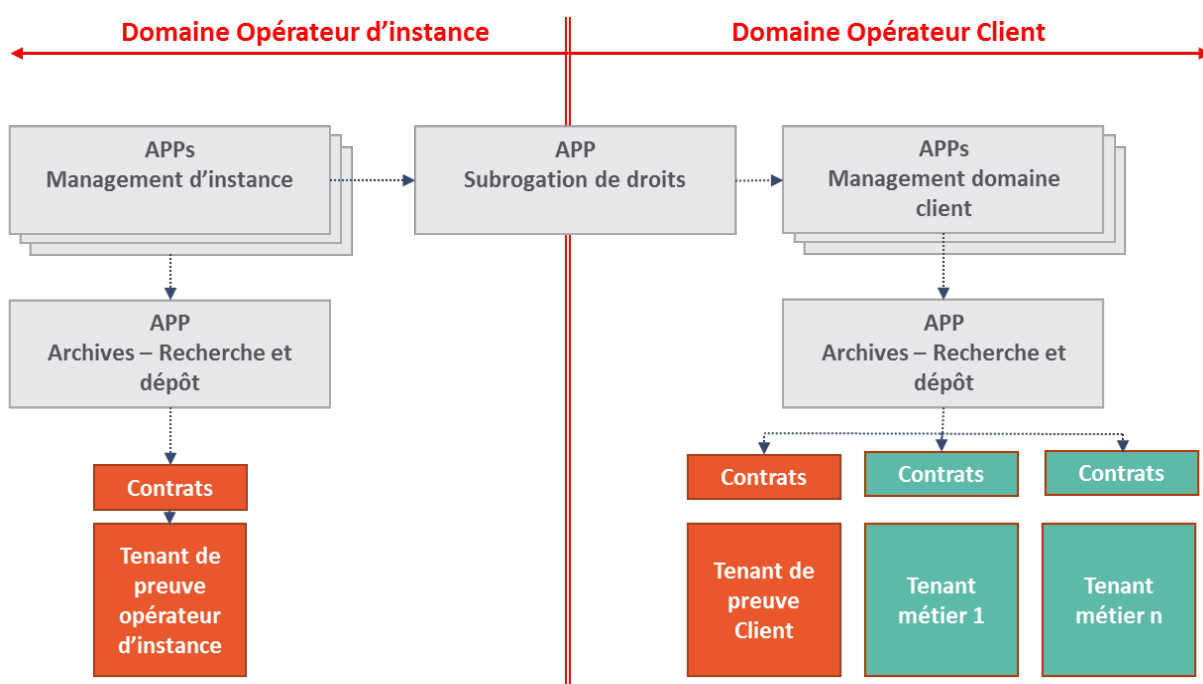 Domaine Opérateur d’instance
Domaine Opérateur Client
APPs
Management d’instance
APP
Subrogation de droits
APPs
Management domaine
client
APP
Archives – Recherche et
dépôt
APP
Archives – Recherche et
dépôt
Contrats
Contrats
Contrats
Contrats
Tenant de
preuve
opérateur
d’instance
Tenant de
preuve
Client
Tenant
métier 1
Tenant
métier n